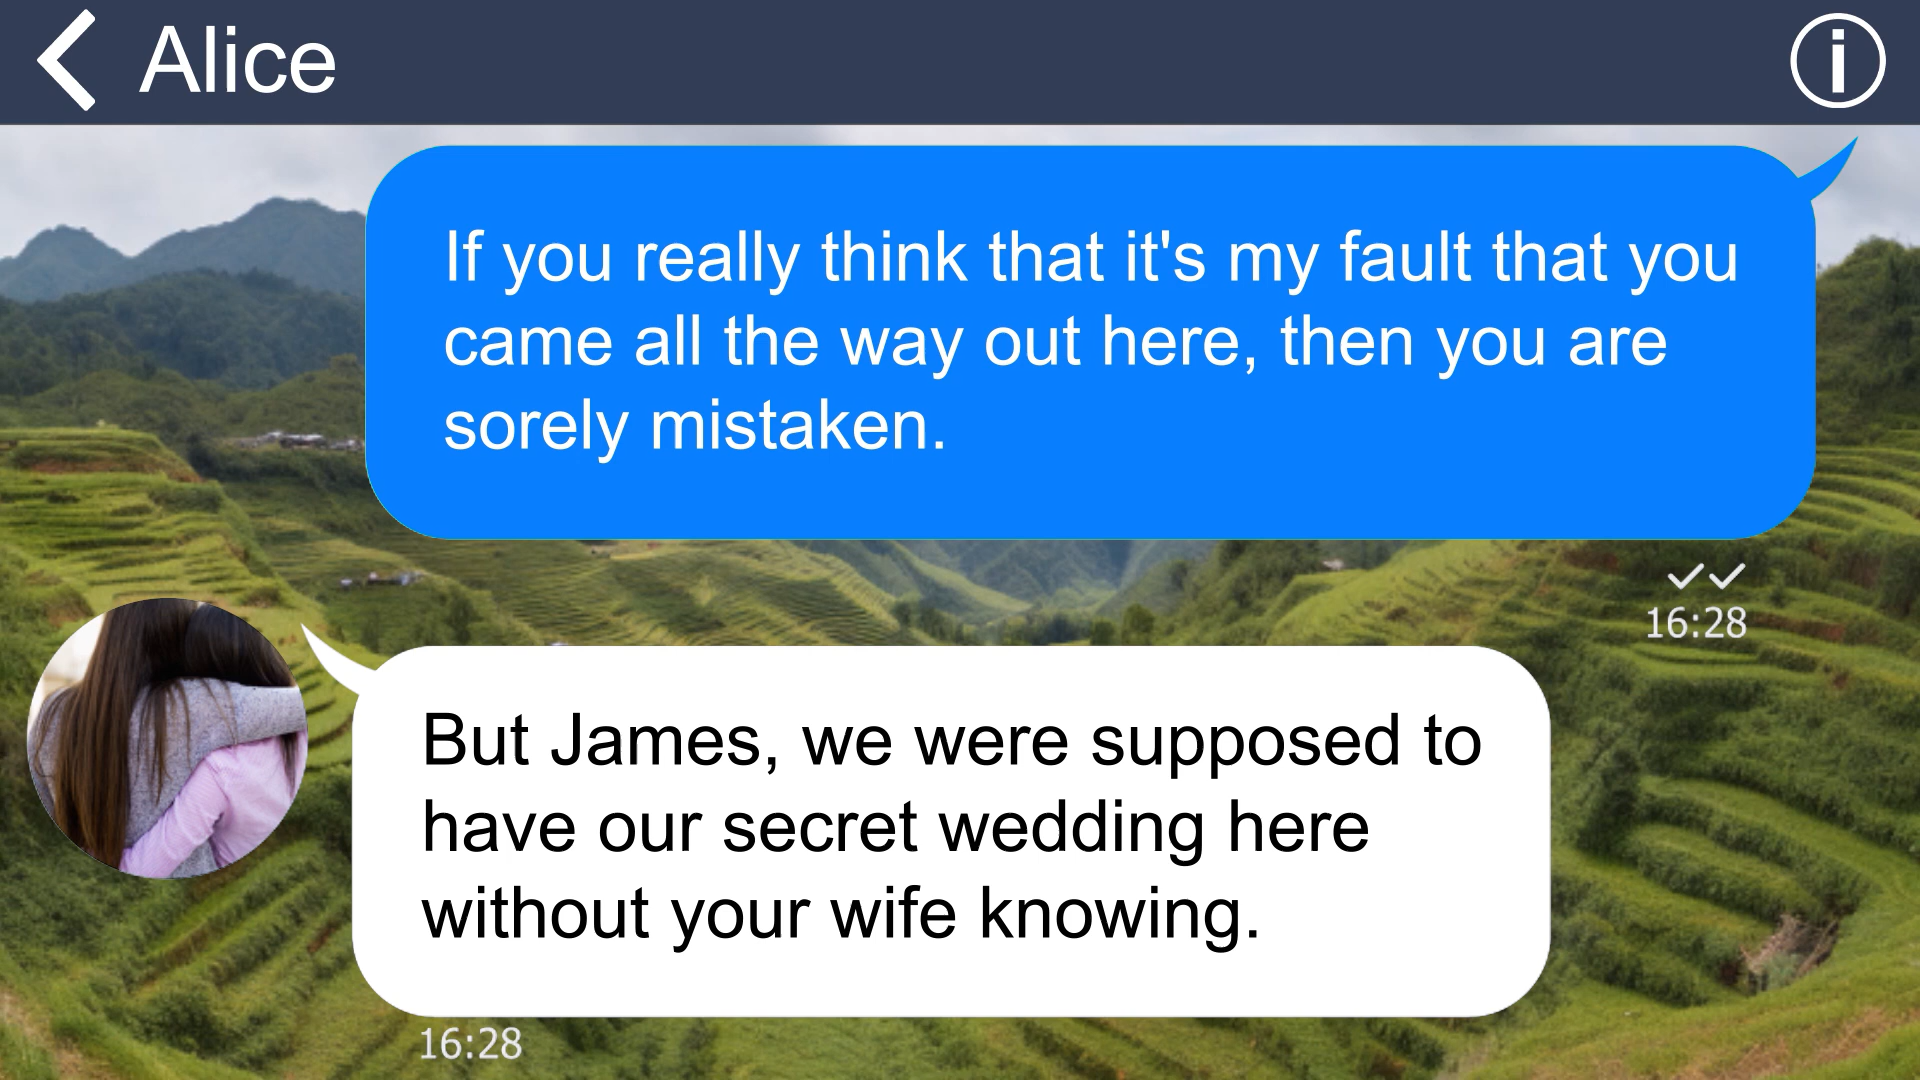 Alice
If you really think that it's my fault that you
came all the way out here, then you are
sorely mistaken.
16:28
But James, we were supposed to
have our secret wedding here
without your wife knowing.
16:28